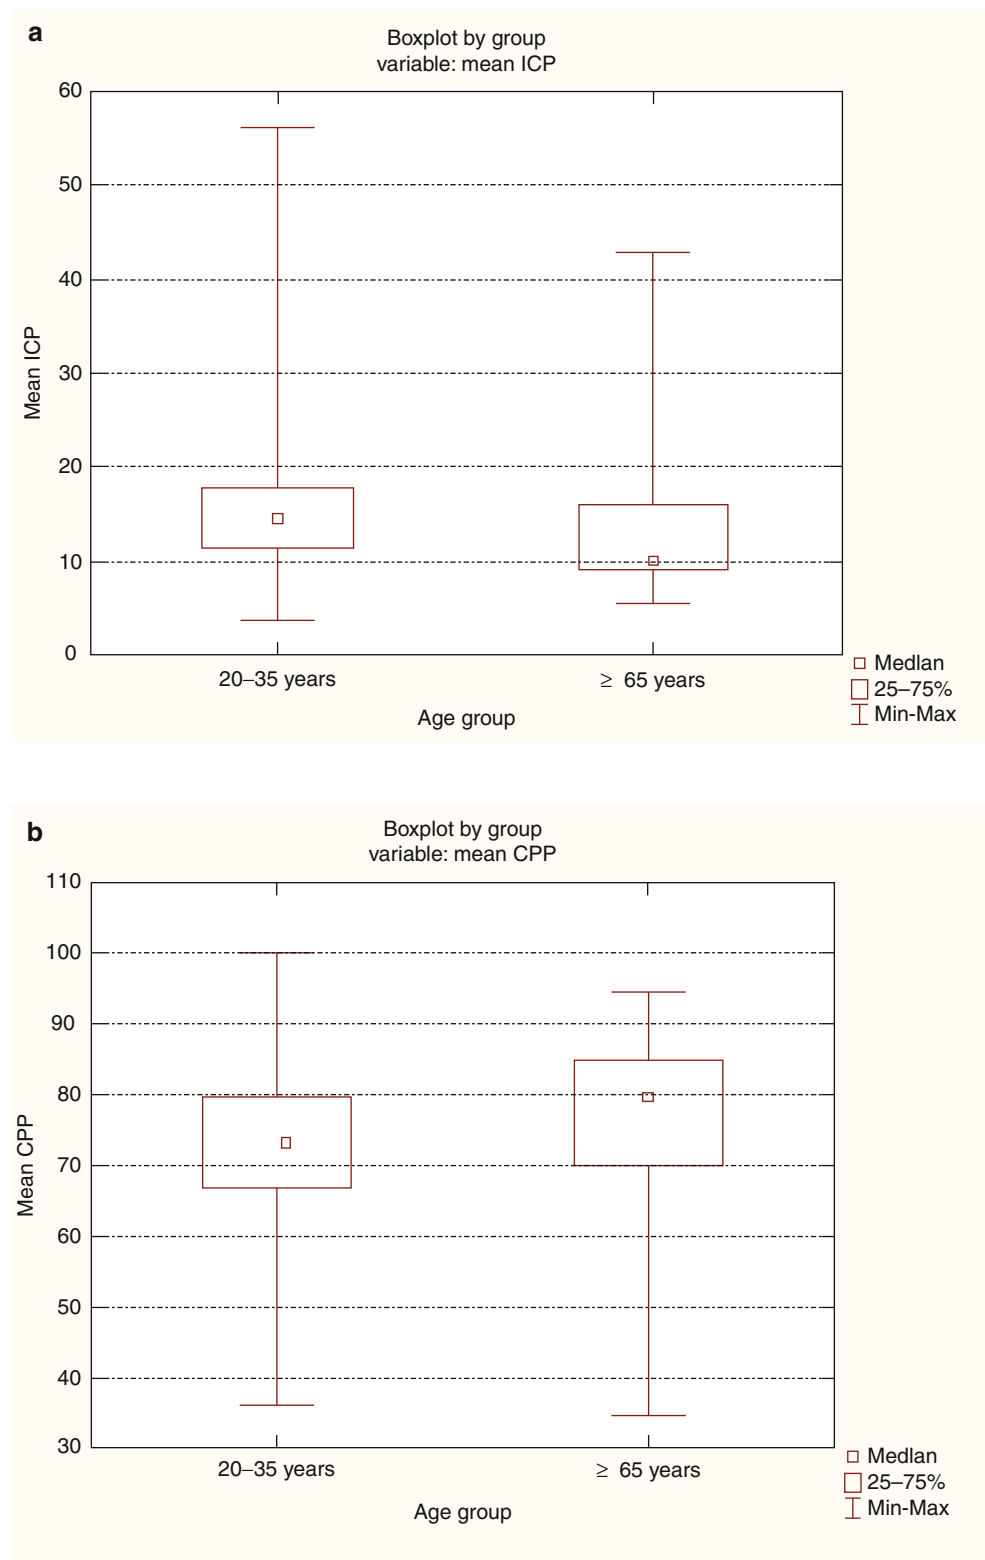 a
Boxplot by group
variable: mean ICP
60
50
40
30
20
10
0
Mean ICP
20–35 years
≥ 65 years
Age group
Medlan
25–75%
Min-Max
b
Boxplot by group
variable: mean CPP
110
100
90
80
70
60
50
40
30
Mean CPP
20–35 years
≥ 65 years
Age group
Medlan
25–75%
Min-Max